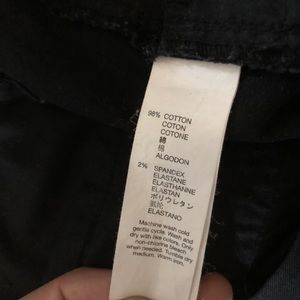 98% COTTON
COTON
COTONE
綿
棉
ALGODON
2% SPANDEX
ELASTANE
ELASTHANNE
ELASTAN
ポリウレタン
氨纶
ELASTANO
Machine wash cold
gentle cycle. Wash and
dry with like colors. Only
non-chlorine bleach
when needed. Tumble dry
medium. Warm iron.